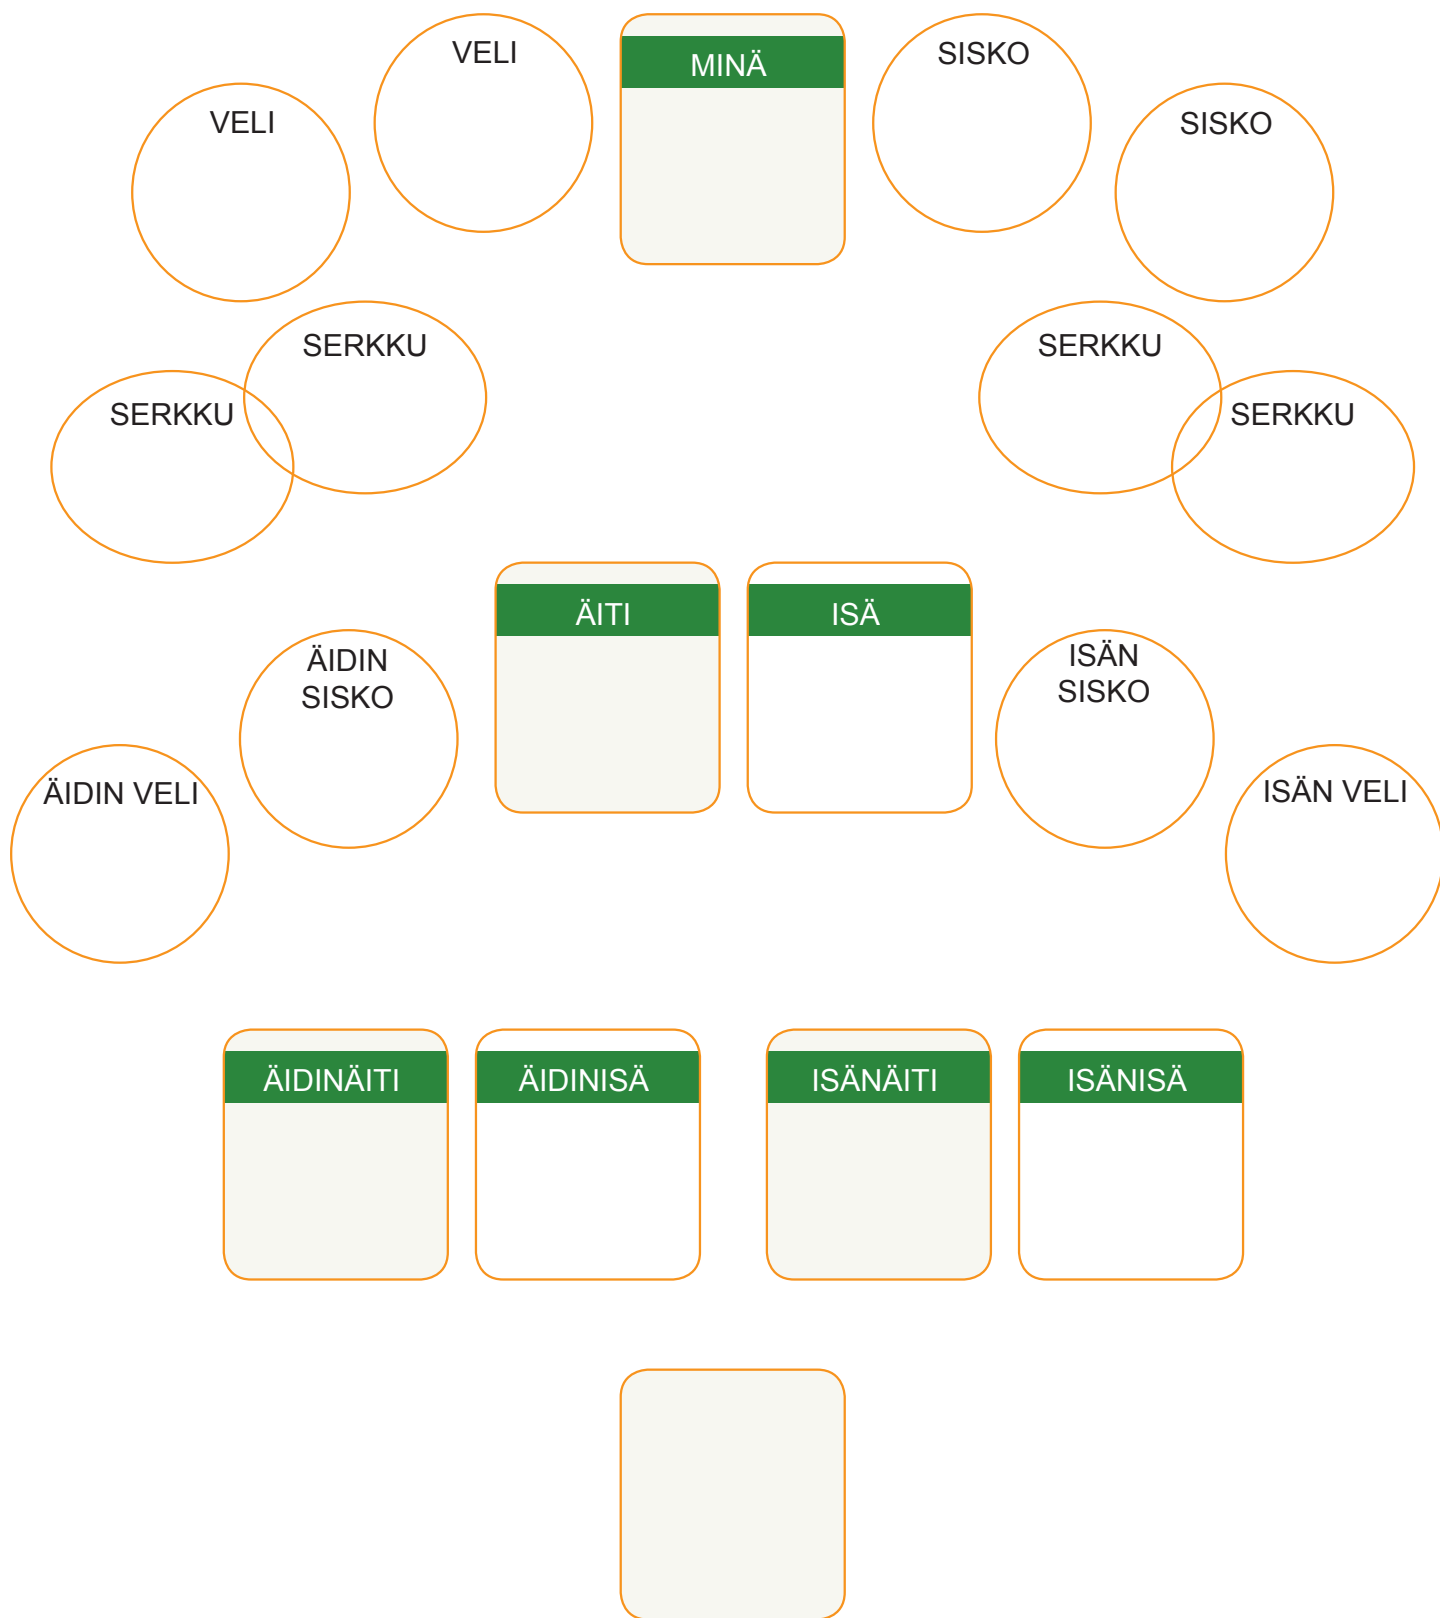 VELI
MINÄ
SISKO
VELI
SISKO
SERKKU
SERKKU
SERKKU
SERKKU
ÄITI
ISÄ
ÄIDIN
SISKO
ISÄN
SISKO
ÄIDIN VELI
ISÄN VELI
ÄIDINÄITI
ÄIDINISÄ
ISÄNÄITI
ISÄNISÄ